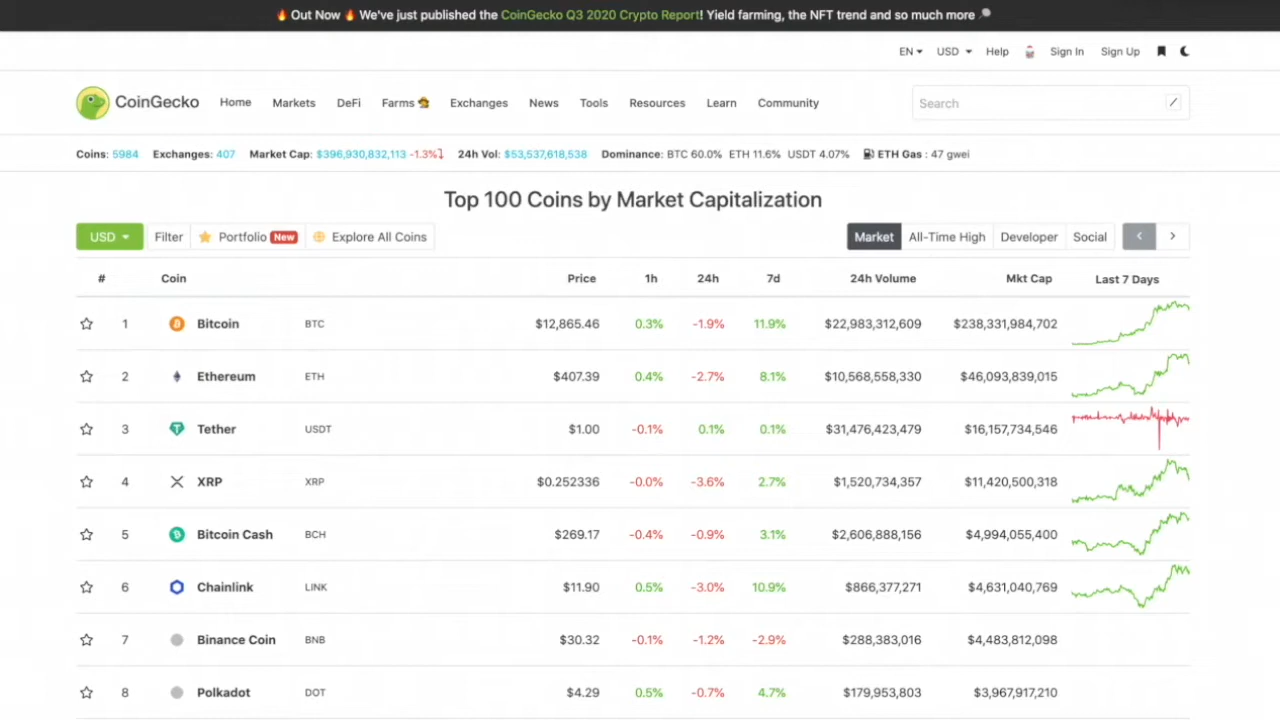 🔥 Out Now 🔥 We've just published the CoinGecko Q3 2020 Crypto Report! Yield farming, the NFT trend and so much more
EN USD Help Sign In Sign Up
CoinGecko Home Markets DeFi Farms Exchanges News Tools Resources Learn Community Search /
Coins: 5984 Exchanges: 407 Market Cap: $396,930,832,113 -1.3% 24h Vol: $53,537,618,538 Dominance: BTC 60.0% ETH 11.6% USDT 4.07% ETH Gas : 47 gwei
Top 100 Coins by Market Capitalization
USD Filter Portfolio New Explore All Coins Market All-Time High Developer Social < >
# Coin Price 1h 24h 7d 24h Volume Mkt Cap Last 7 Days
1 Bitcoin BTC $12,865.46 0.3% -1.9% 11.9% $22,983,312,609 $238,331,984,702
2 Ethereum ETH $407.39 0.4% -2.7% 8.1% $10,568,558,330 $46,093,839,015
3 Tether USDT $1.00 -0.1% 0.1% 0.1% $31,476,423,479 $16,157,734,546
4 XRP XRP $0.252336 -0.0% -3.6% 2.7% $1,520,734,357 $11,420,500,318
5 Bitcoin Cash BCH $269.17 -0.4% -0.9% 3.1% $2,606,888,156 $4,994,055,400
6 Chainlink LINK $11.90 0.5% -3.0% 10.9% $866,377,271 $4,631,040,769
7 Binance Coin BNB $30.32 -0.1% -1.2% -2.9% $288,383,016 $4,483,812,098
8 Polkadot DOT $4.29 0.5% -0.7% 4.7% $179,953,803 $3,967,917,210